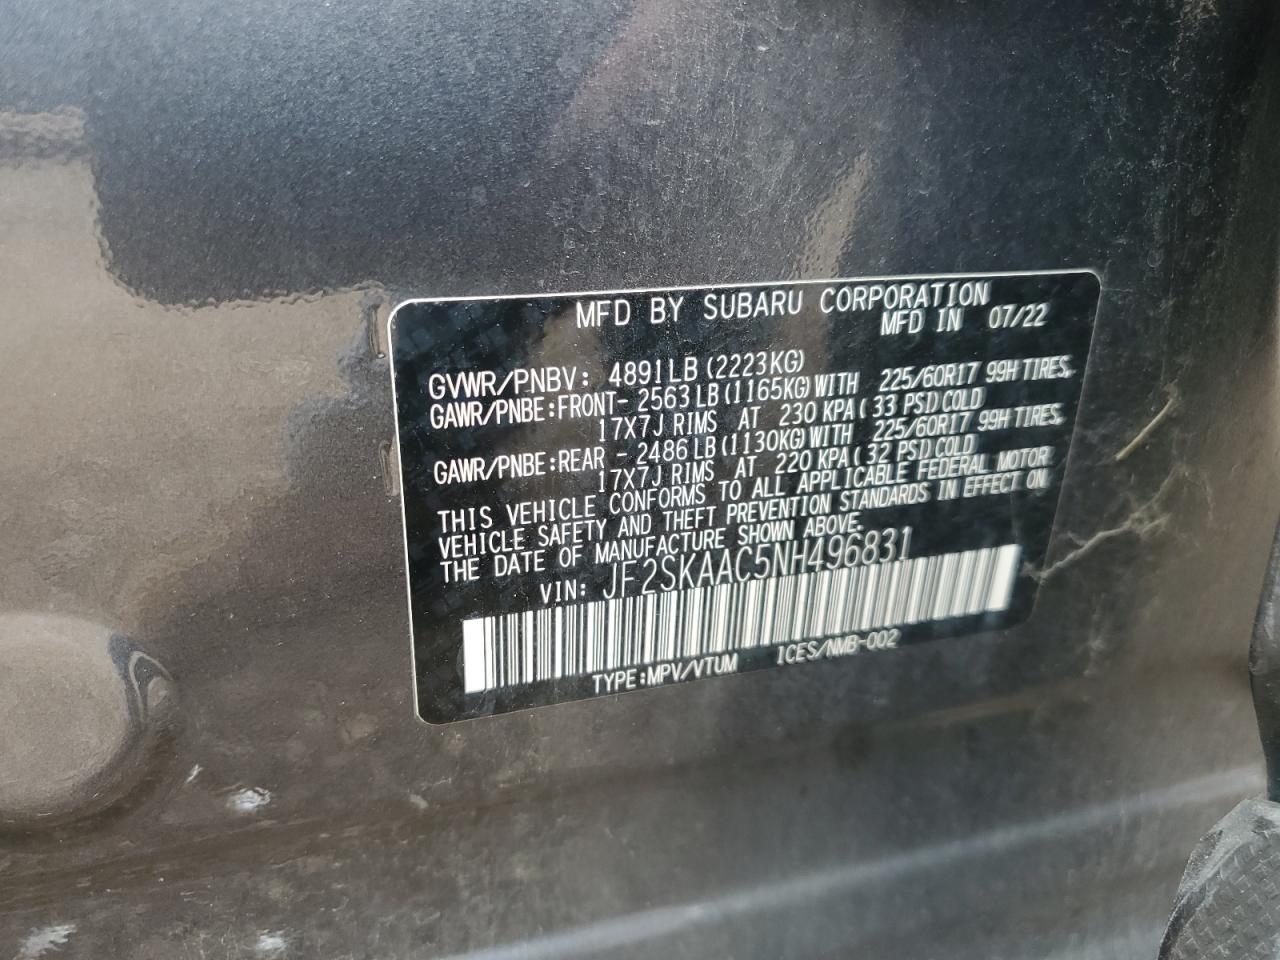 MFD BY SUBARU CORPORATION
MFD IN 07/22
GVWR/PNBV: 4891LB (2223KG)
GAWR/PNBE:FRONT- 2563LB(1165KG)WITH 225/60R17 99H TIRES,
17X7J RIMS AT 230 KPA(33 PSI)COLD
GAWR/PNBE:REAR - 2486LB(1130KG)WITH 225/60R17 99H TIRES,
17X7J RIMS AT 220 KPA(32 PSI)COLD
THIS VEHICLE CONFORMS TO ALL APPLICABLE FEDERAL MOTOR
VEHICLE SAFETY AND THEFT PREVENTION STANDARDS IN EFFECT ON
THE DATE OF MANUFACTURE SHOWN ABOVE.
VIN: JF2SKAAC5NH496831
TYPE:MPV/VTUM ICES/NMB-002